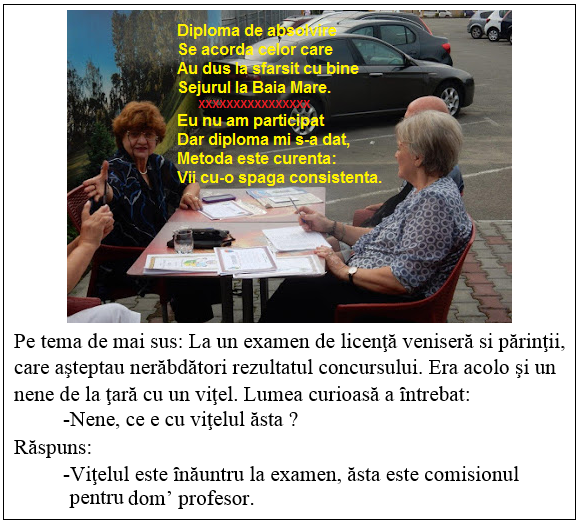 Diploma de absolvire
Se acorda celor care
Au dus la sfarsit cu bine
Sejurul la Baia Mare.
xxxxxxxxxxxxxxxx
Eu nu am participat
Dar diploma mi s-a dat,
Metoda este curenta:
Vii cu-o spaga consistenta.
Pe tema de mai sus: La un examen de licenţă veniseră si părinţii,
care aşteptau nerăbdători rezultatul concursului. Era acolo şi un
nene de la ţară cu un viţel. Lumea curioasă a întrebat:
-Nene, ce e cu viţelul ăsta ?
Răspuns:
-Viţelul este înăuntru la examen, ăsta este comisionul
pentru dom’ profesor.